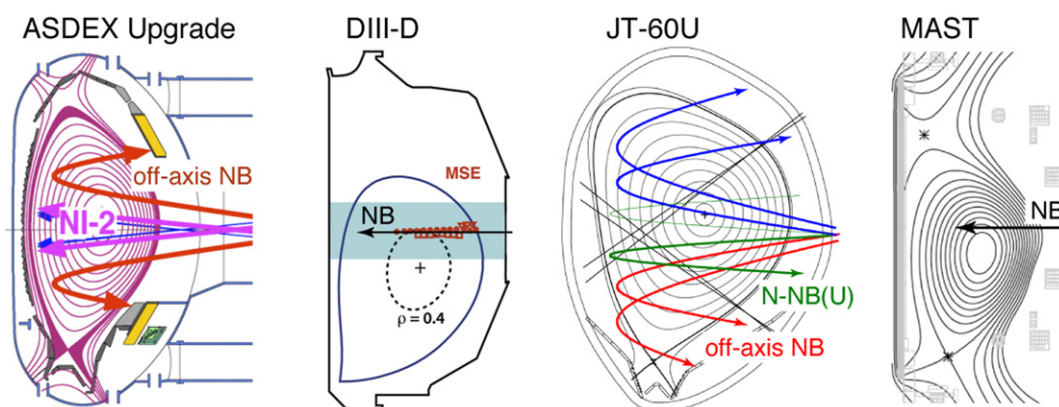 ASDEX Upgrade
DIII-D
JT-60U
MAST
off-axis NB
NI-2
MSE
NB
ρ = 0.4
N-NB(U)
off-axis NB
NB